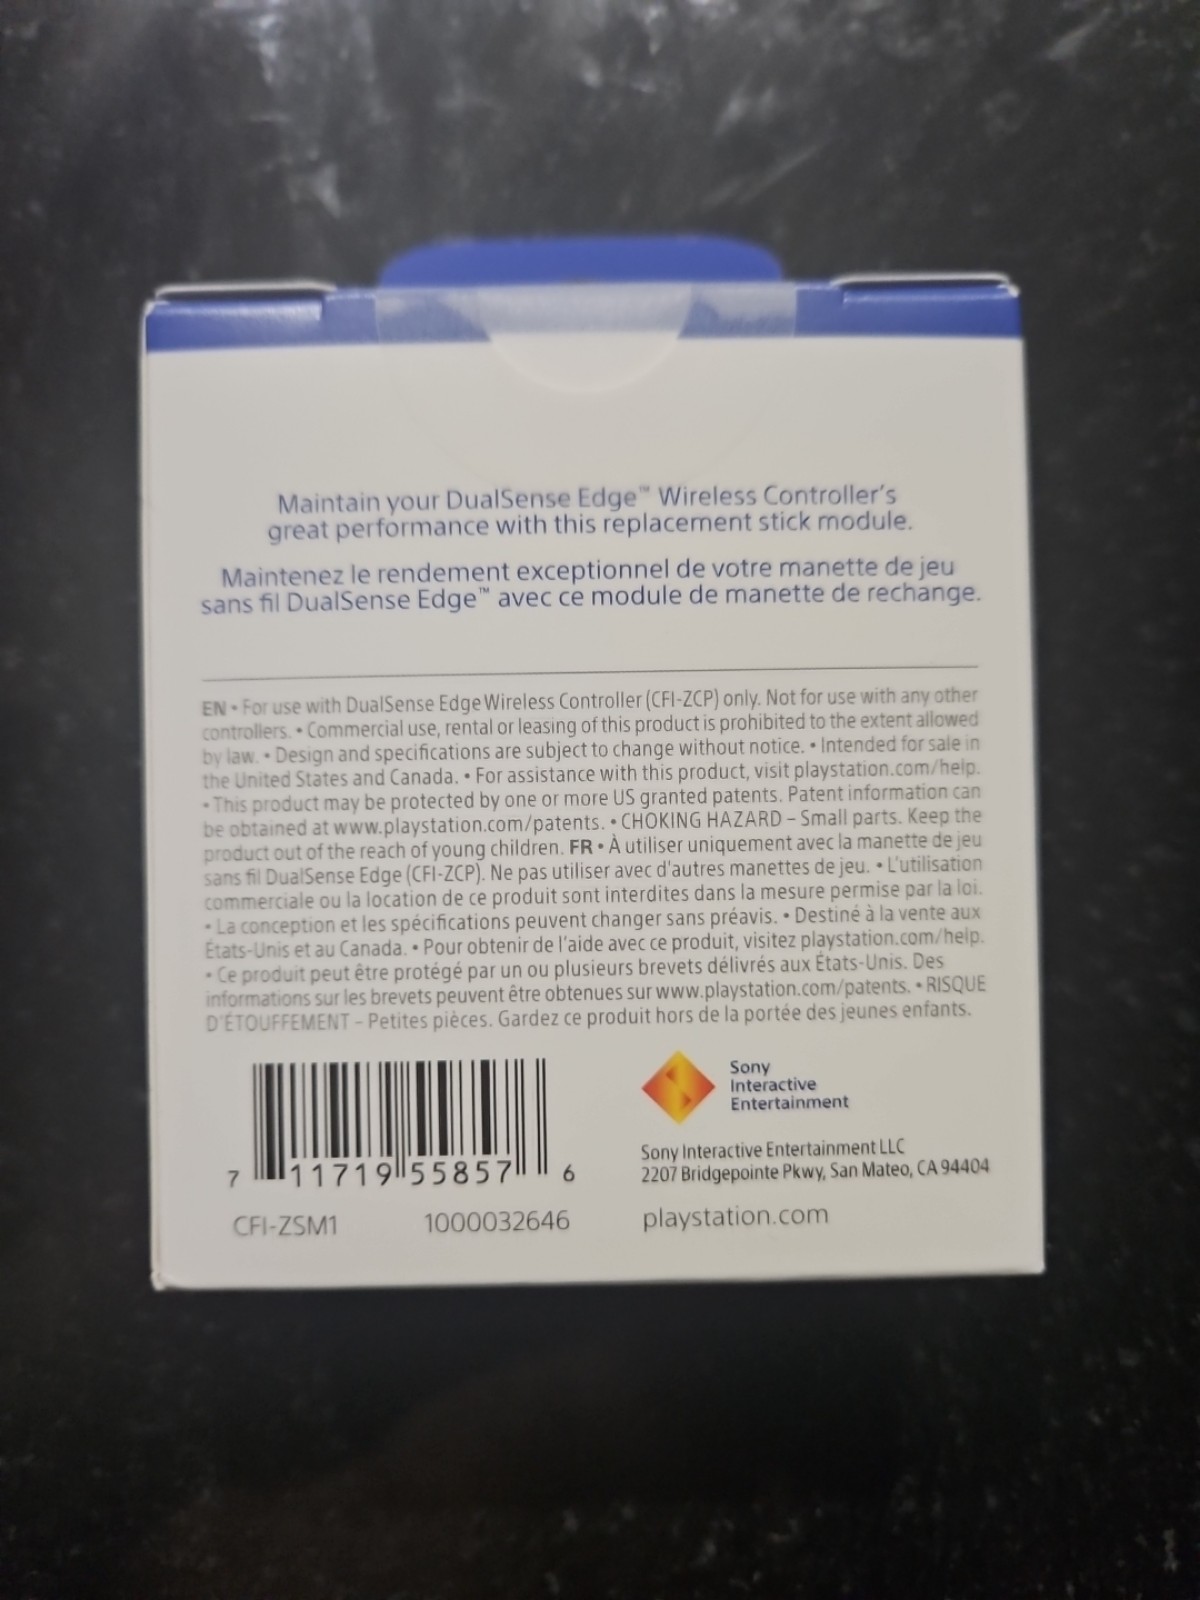 Maintain your DualSense Edge™ Wireless Controller's
great performance with this replacement stick module.
Maintenez le rendement exceptionnel de votre manette de jeu
sans fil DualSense Edge™ avec ce module de manette de rechange.
EN • For use with DualSense Edge Wireless Controller (CFI-ZCP) only. Not for use with any other
controllers. • Commercial use, rental or leasing of this product is prohibited to the extent allowed
by law. • Design and specifications are subject to change without notice. • Intended for sale in
the United States and Canada. • For assistance with this product, visit playstation.com/help.
• This product may be protected by one or more US granted patents. Patent information can
be obtained at www.playstation.com/patents. • CHOKING HAZARD – Small parts. Keep the
product out of the reach of young children. FR • À utiliser uniquement avec la manette de jeu
sans fil DualSense Edge (CFI-ZCP). Ne pas utiliser avec d'autres manettes de jeu. • L'utilisation
commerciale ou la location de ce produit sont interdites dans la mesure permise par la loi.
• La conception et les spécifications peuvent changer sans préavis. • Destiné à la vente aux
États-Unis et au Canada. • Pour obtenir de l'aide avec ce produit, visitez playstation.com/help.
• Ce produit peut être protégé par un ou plusieurs brevets délivrés aux États-Unis. Des
informations sur les brevets peuvent être obtenues sur www.playstation.com/patents. • RISQUE
D'ÉTOUFFEMENT – Petites pièces. Gardez ce produit hors de la portée des jeunes enfants.
7 11719 55857 6
CFI-ZSM1 1000032646
Sony
Interactive
Entertainment
Sony Interactive Entertainment LLC
2207 Bridgepointe Pkwy, San Mateo, CA 94404
playstation.com